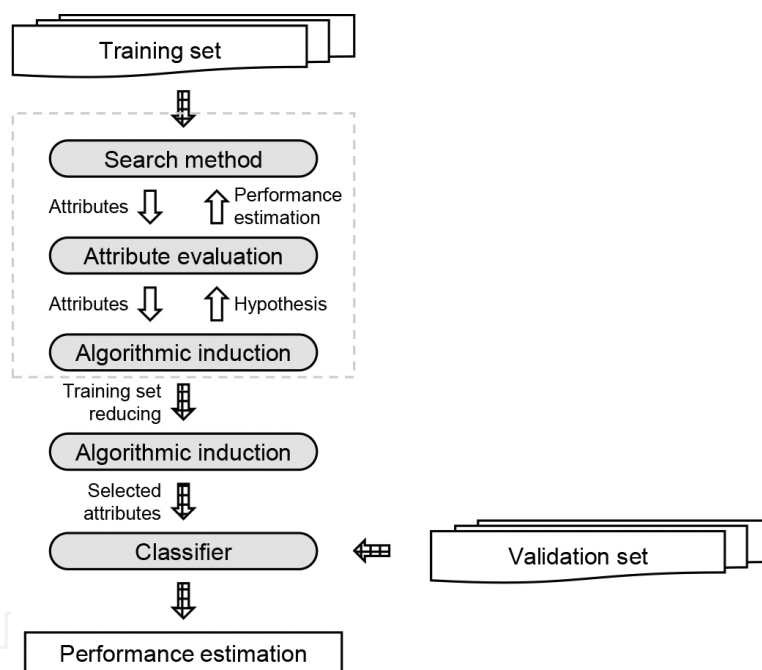 Training set
Search method
Attributes
Performance
estimation
Attribute evaluation
Attributes
Hypothesis
Algorithmic induction
Training set
reducing
Algorithmic induction
Selected
attributes
Classifier
Validation set
Performance estimation